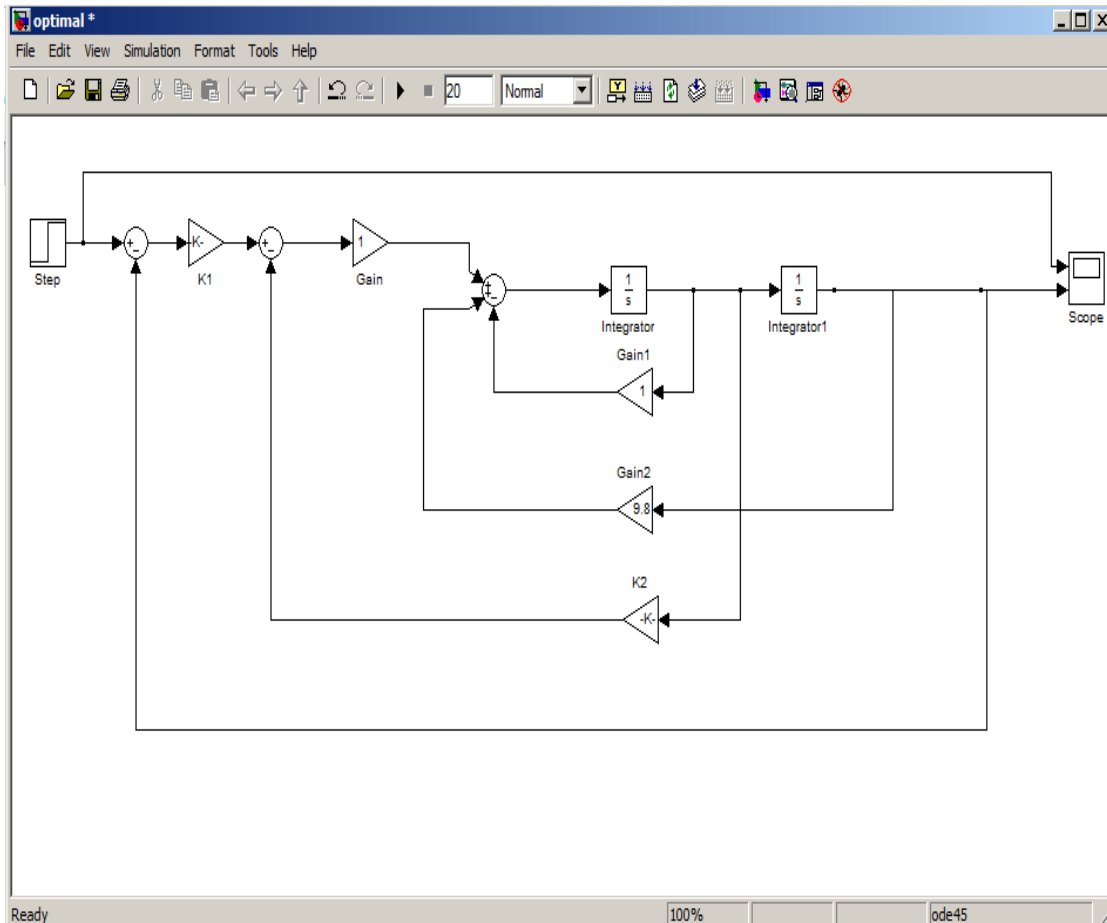 optimal *
File Edit View Simulation Format Tools Help
20 Normal
Step
K-
K1
1
Gain
1
s
Integrator
1
s
Integrator1
Scope
Gain1
1
Gain2
9.8
K2
-K-
Ready 100% ode45